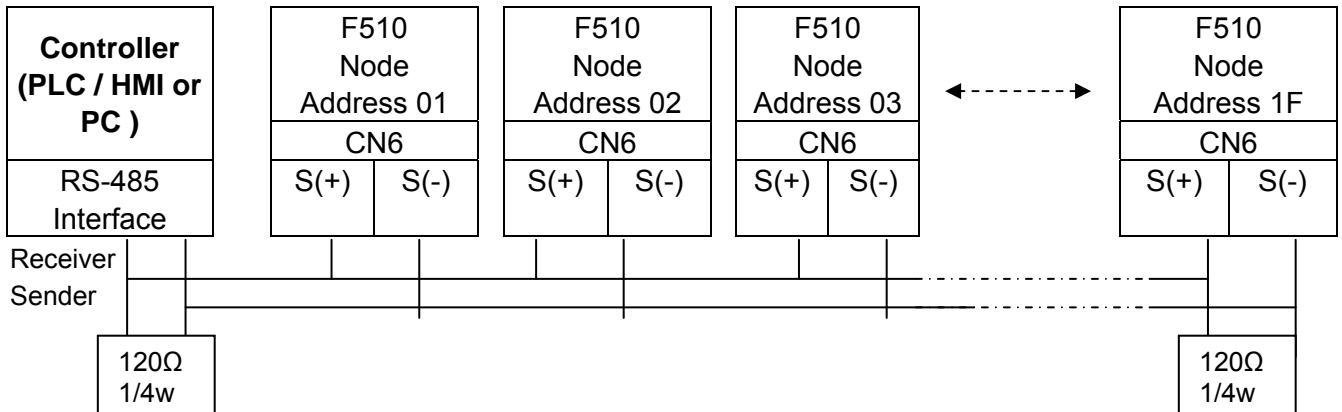 Controller
(PLC / HMI or
PC )
RS-485
Interface
F510
Node
Address 01
CN6
S(+) S(-)
F510
Node
Address 02
CN6
S(+) S(-)
F510
Node
Address 03
CN6
S(+) S(-)
F510
Node
Address 1F
CN6
S(+) S(-)
Receiver
Sender
120Ω
1/4w
120Ω
1/4w